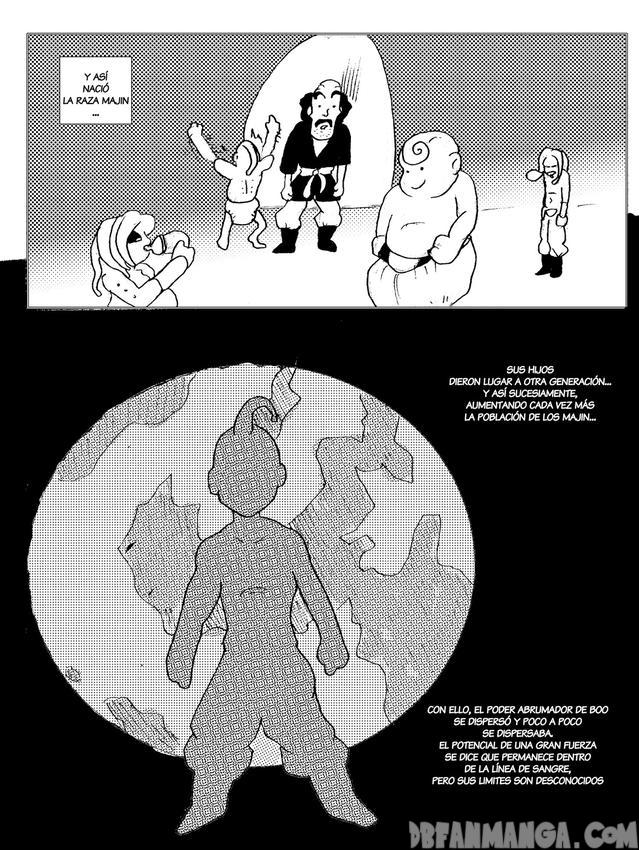 Y ASÍ
NACIÓ
LA RAZA MAJIN
...
SUS HIJOS
DIERON LUGAR A OTRA GENERACIÓN...
Y ASÍ SUCESIAMENTE,
AUMENTANDO CADA VEZ MÁS
LA POBLACIÓN DE LOS MAJIN...
CON ELLO, EL PODER ABRUMADOR DE BOO
SE DISPERSÓ Y POCO A POCO
SE DISPERSABA.
EL POTENCIAL DE UNA GRAN FUERZA
SE DICE QUE PERMANECE DENTRO
DE LA LÍNEA DE SANGRE,
PERO SUS LIMITES SON DESCONOCIDOS
DBFANMANGA.COM